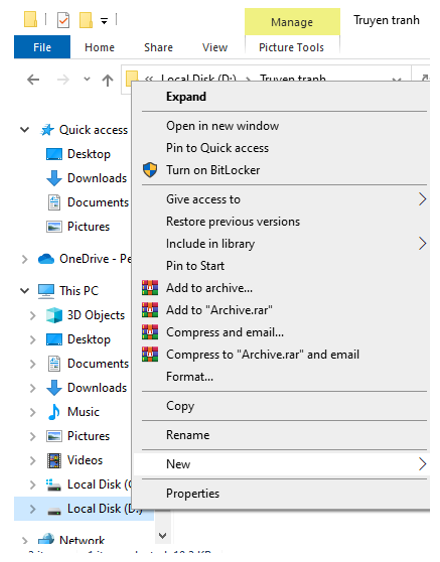 Manage
Truyen tranh
File
Home
Share
View
Picture Tools
« Local Disk (D:) > Truyen tranh
Expand
Open in new window
Pin to Quick access
Turn on BitLocker
Give access to
Restore previous versions
Include in library
Pin to Start
Add to archive...
Add to "Archive.rar"
Compress and email...
Compress to "Archive.rar" and email
Format...
Copy
Rename
New
Properties
Quick access
Desktop
Downloads
Documents
Pictures
OneDrive - Pe
This PC
3D Objects
Desktop
Documents
Downloads
Music
Pictures
Videos
Local Disk (C
Local Disk (D:)
Network